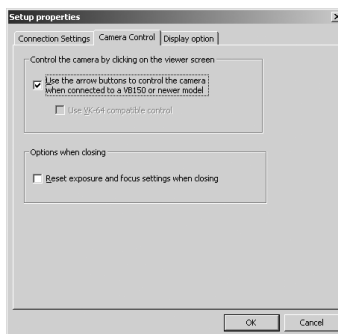 Setup properties
Connection Settings Camera Control Display option
Control the camera by clicking on the viewer screen
Use the arrow buttons to control the camera
when connected to a VB150 or newer model
Use VK-64 compatible control
Options when closing
Reset exposure and focus settings when closing
OK Cancel